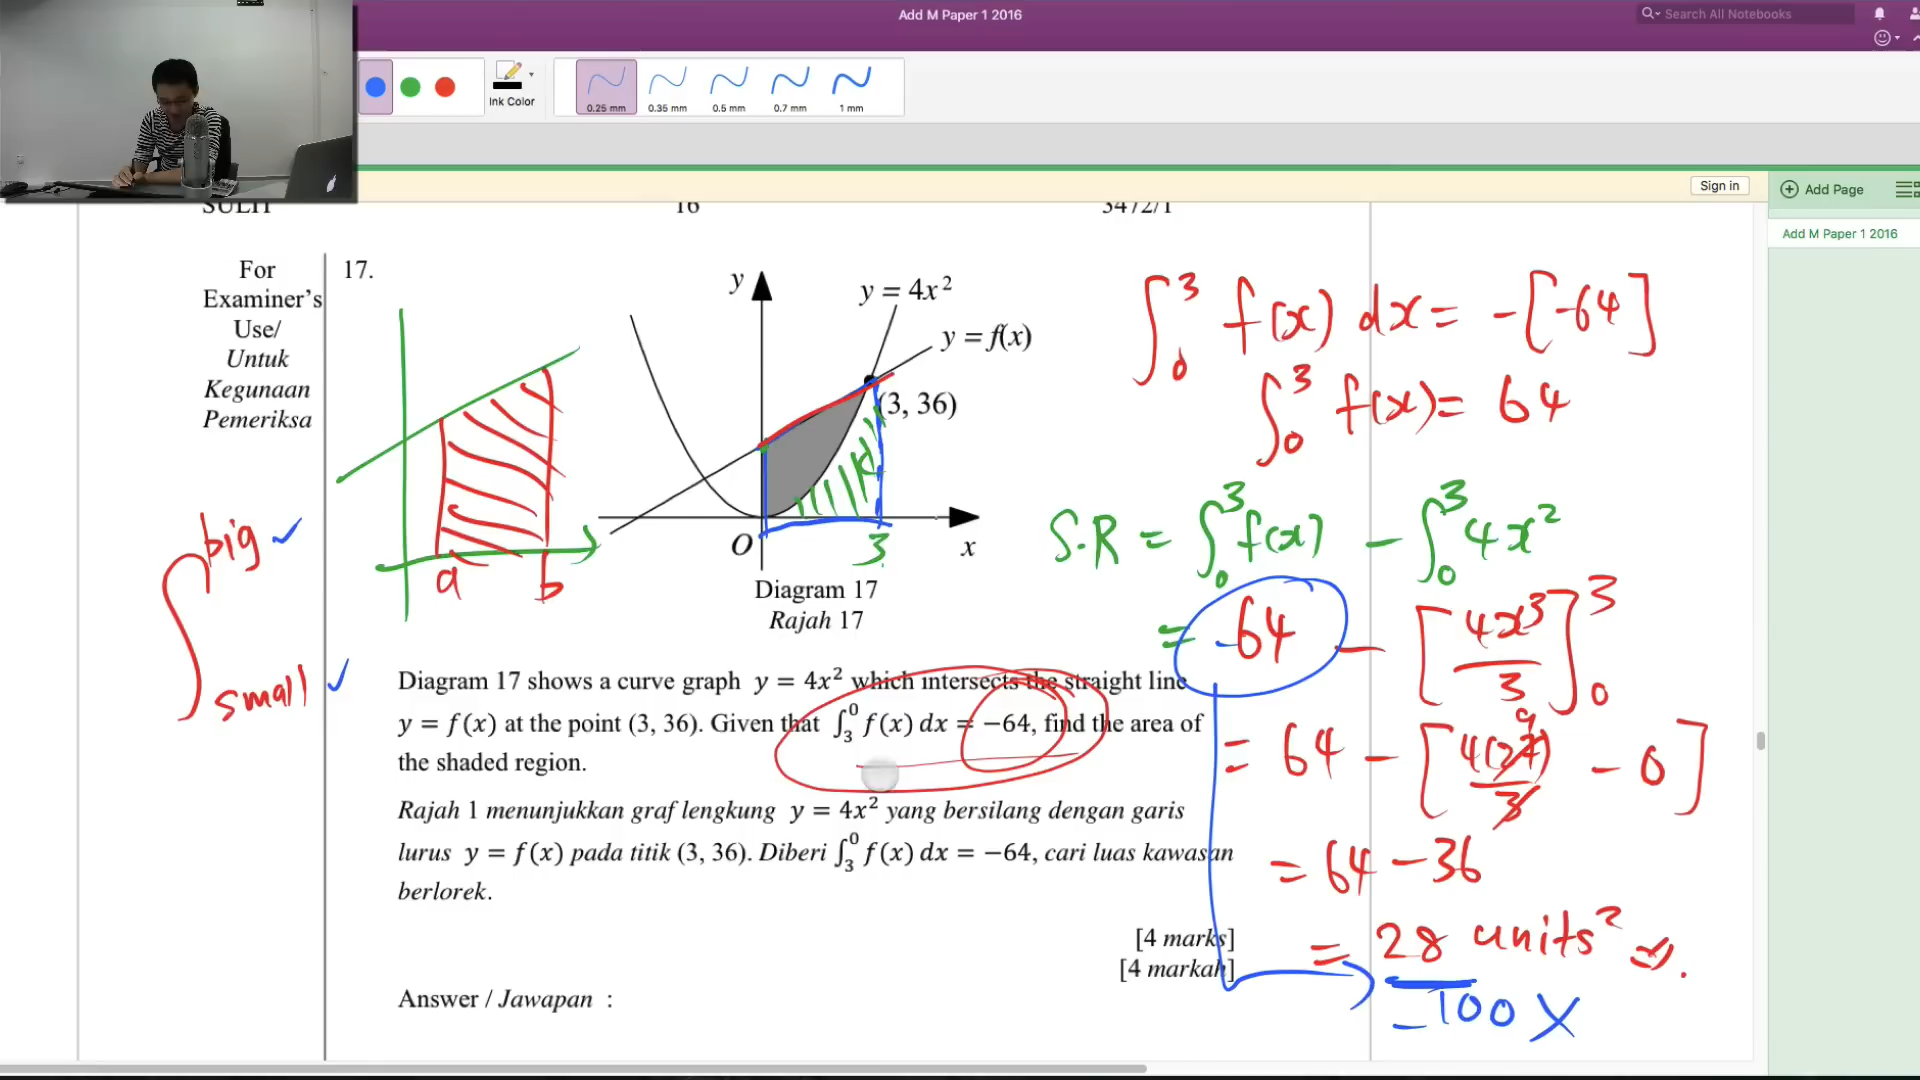 Add M Paper 1 2016
Search All Notebooks
Ink Color
0.25 mm
0.35 mm
0.5 mm
0.7 mm
1 mm
Sign in
Add Page
Add M Paper 1 2016
SULIT
16
3472/1
For
Examiner's
Use/
Untuk
Kegunaan
Pemeriksa
17.
y
y = 4x²
y = f(x)
(3, 36)
O
3
x
Diagram 17
Rajah 17
a
b
big ✓
∫
small ✓
Diagram 17 shows a curve graph y = 4x² which intersects the straight line
y = f(x) at the point (3, 36). Given that ∫₃⁰ f(x) dx = −64, find the area of
the shaded region.
Rajah 1 menunjukkan graf lengkung y = 4x² yang bersilang dengan garis
lurus y = f(x) pada titik (3, 36). Diberi ∫₃⁰ f(x) dx = −64, cari luas kawasan
berlorek.
[4 marks]
[4 markah]
Answer / Jawapan :
∫₀³ f(x) dx = -[-64]
∫₀³ f(x) = 64
S.R = ∫₀³ f(x) - ∫₀³ 4x²
= -64 - [4x³/3]₀³
= 64 - [4(27)/3 - 0]
9
= 64 - 36
= 28 units²
-100 X